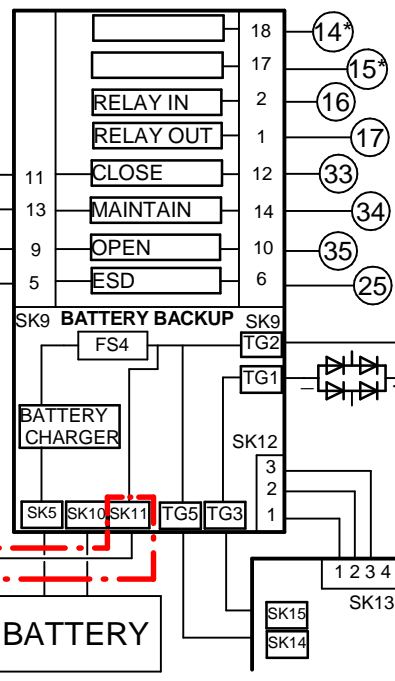 18 14*
17 15*
RELAY IN 2 16
RELAY OUT 1 17
11 CLOSE 12 33
13 MAINTAIN 14 34
9 OPEN 10 35
5 ESD 6 25
SK9 BATTERY BACKUP SK9
FS4 TG2
TG1
BATTERY
CHARGER
SK12
3
2
1
SK5 SK10 SK11 TG5 TG3
1 2 3 4
SK13
SK15
SK14
BATTERY